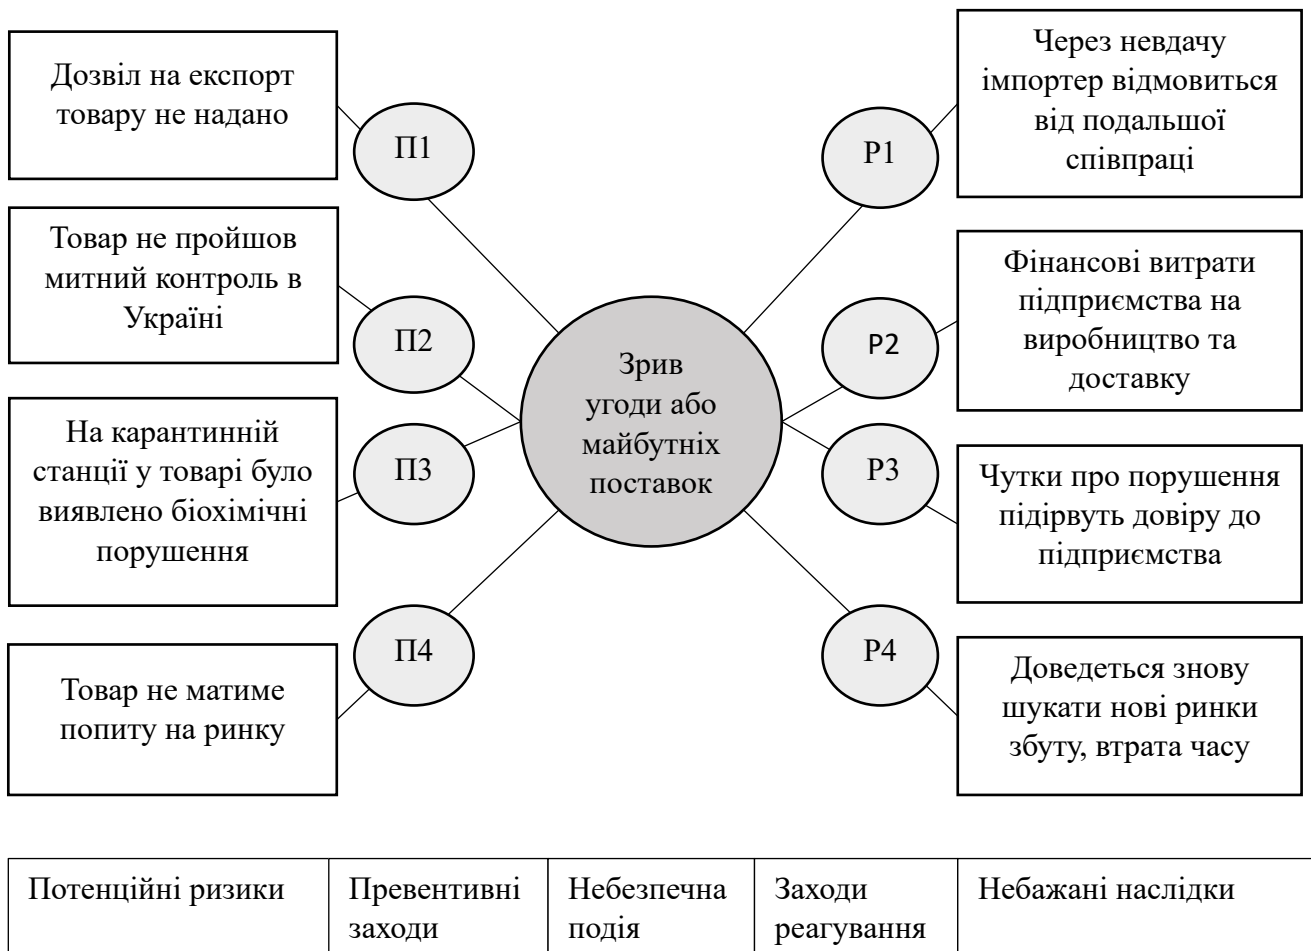 Дозвіл на експорт
товару не надано
П1
Товар не пройшов
митний контроль в
Україні
П2
На карантинній
станції у товарі було
виявлено біохімічні
порушення
П3
Товар не матиме
попиту на ринку
П4
Зрив
угоди або
майбутніх
поставок
Р1
Через невдачу
імпортер відмовиться
від подальшої
співпраці
Р2
Фінансові витрати
підприємства на
виробництво та
доставку
Р3
Чутки про порушення
підірвуть довіру до
підприємства
Р4
Доведеться знову
шукати нові ринки
збуту, втрата часу
Потенційні ризики
Превентивні
заходи
Небезпечна
подія
Заходи
реагування
Небажані наслідки